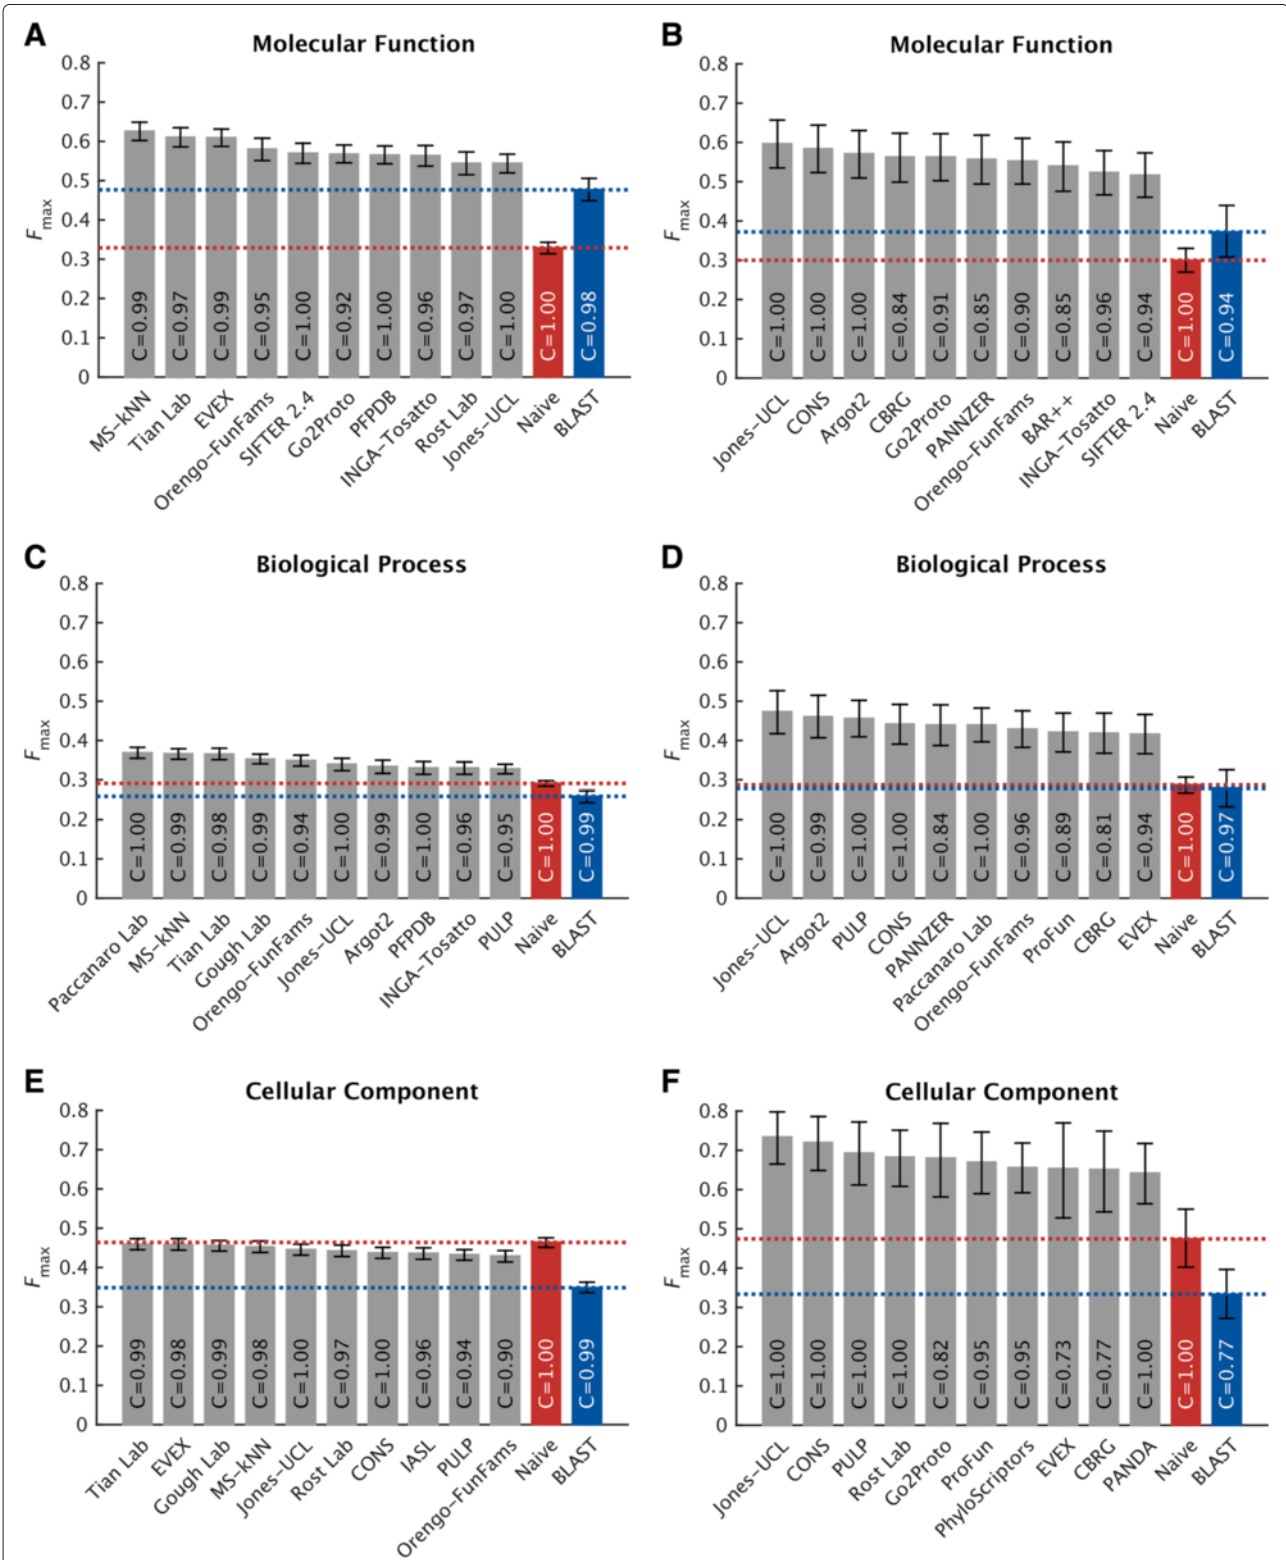 A
Molecular Function
0.8
0.7
0.6
0.5
0.4
0.3
0.2
0.1
0
Fmax
C=0.99
C=0.97
C=0.99
C=0.95
C=1.00
C=0.92
C=1.00
C=0.96
C=0.97
C=1.00
C=1.00
C=0.98
MS-kNN
Tian Lab
EVEX
Orengo-FunFams
SIFTER 2.4
Go2Proto
PFPDB
INGA-Tosatto
Rost Lab
Jones-UCL
Naive
BLAST
B
Molecular Function
0.8
0.7
0.6
0.5
0.4
0.3
0.2
0.1
0
Fmax
C=1.00
C=1.00
C=1.00
C=0.84
C=0.91
C=0.85
C=0.90
C=0.85
C=0.96
C=0.94
C=1.00
C=0.94
Jones-UCL
CONS
Argot2
CBRG
Go2Proto
PANNZER
Orengo-FunFams
BAR++
INGA-Tosatto
SIFTER 2.4
Naive
BLAST
C
Biological Process
0.8
0.7
0.6
0.5
0.4
0.3
0.2
0.1
0
Fmax
C=1.00
C=0.99
C=0.98
C=0.99
C=0.94
C=1.00
C=0.99
C=1.00
C=0.96
C=0.95
C=1.00
C=0.99
Paccanaro Lab
MS-kNN
Tian Lab
Gough Lab
Orengo-FunFams
Jones-UCL
Argot2
PFPDB
INGA-Tosatto
PULP
Naive
BLAST
D
Biological Process
0.8
0.7
0.6
0.5
0.4
0.3
0.2
0.1
0
Fmax
C=1.00
C=0.99
C=1.00
C=1.00
C=0.84
C=1.00
C=0.96
C=0.89
C=0.81
C=0.94
C=1.00
C=0.97
Jones-UCL
Argot2
PULP
CONS
PANNZER
Paccanaro Lab
Orengo-FunFams
ProFun
CBRG
EVEX
Naive
BLAST
E
Cellular Component
0.8
0.7
0.6
0.5
0.4
0.3
0.2
0.1
0
Fmax
C=0.99
C=0.98
C=0.99
C=0.98
C=1.00
C=0.97
C=1.00
C=0.96
C=0.94
C=0.90
C=1.00
C=0.99
Tian Lab
EVEX
Gough Lab
MS-kNN
Jones-UCL
Rost Lab
CONS
IASL
PULP
Orengo-FunFams
Naive
BLAST
F
Cellular Component
0.8
0.7
0.6
0.5
0.4
0.3
0.2
0.1
0
Fmax
C=1.00
C=1.00
C=1.00
C=1.00
C=0.82
C=0.95
C=0.95
C=0.73
C=0.77
C=1.00
C=1.00
C=0.77
Jones-UCL
CONS
PULP
Rost Lab
Go2Proto
ProFun
PhyloScriptors
EVEX
CBRG
PANDA
Naive
BLAST